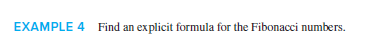 EXAMPLE 4 Find an explicit formula for the Fibonacci numbers.